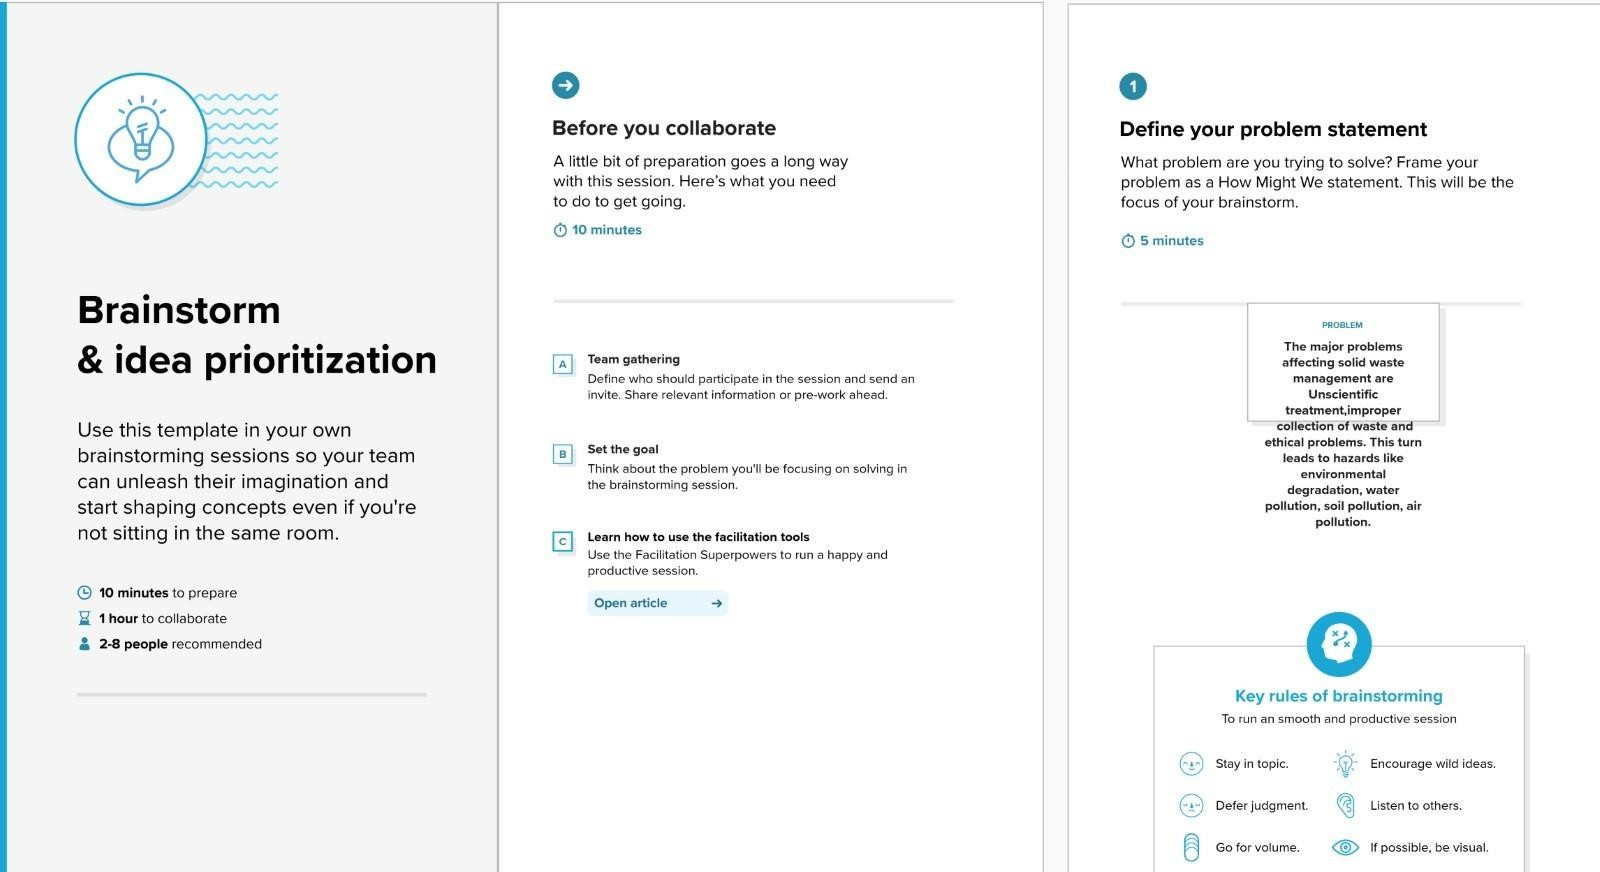 Brainstorm
& idea prioritization
Use this template in your own
brainstorming sessions so your team
can unleash their imagination and
start shaping concepts even if you're
not sitting in the same room.
10 minutes to prepare
1 hour to collaborate
2-8 people recommended
Before you collaborate
A little bit of preparation goes a long way
with this session. Here’s what you need
to do to get going.
10 minutes
A
Team gathering
Define who should participate in the session and send an
invite. Share relevant information or pre-work ahead.
B
Set the goal
Think about the problem you'll be focusing on solving in
the brainstorming session.
C
Learn how to use the facilitation tools
Use the Facilitation Superpowers to run a happy and
productive session.
Open article
1
Define your problem statement
What problem are you trying to solve? Frame your
problem as a How Might We statement. This will be the
focus of your brainstorm.
5 minutes
PROBLEM
The major problems
affecting solid waste
management are
Unscientific
treatment,improper
collection of waste and
ethical problems. This turn
leads to hazards like
environmental
degradation, water
pollution, soil pollution, air
pollution.
Key rules of brainstorming
To run an smooth and productive session
Stay in topic.
Encourage wild ideas.
Defer judgment.
Listen to others.
Go for volume.
If possible, be visual.